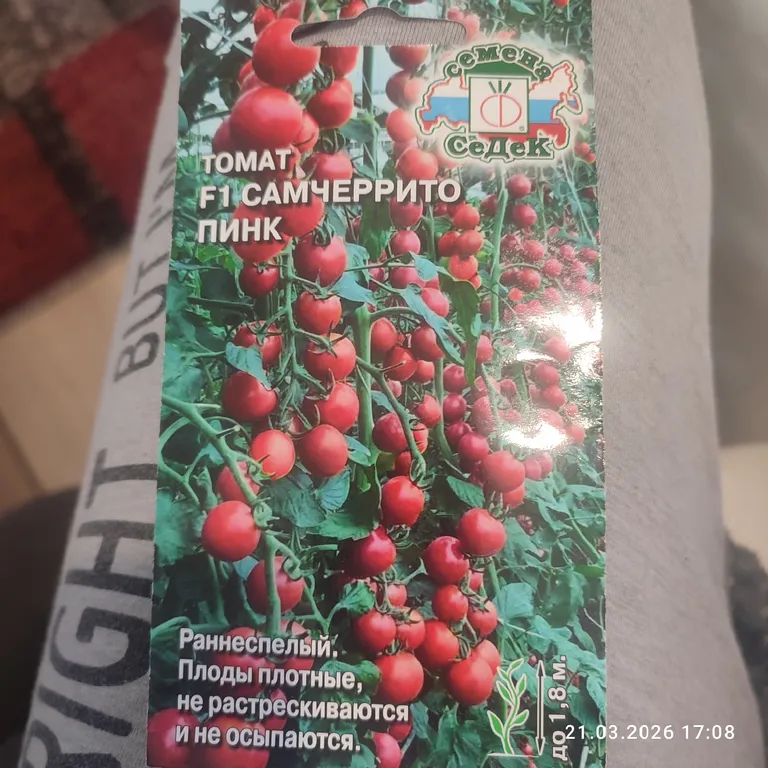 семена
СеДеК
ТОМАТ
F1 САМЧЕРРИТО
ПИНК
BUT I'
RIGHT
Раннеспелый.
Плоды плотные,
не растрескиваются
и не осыпаются.
до 1,8 м.
21.03.2026 17:08